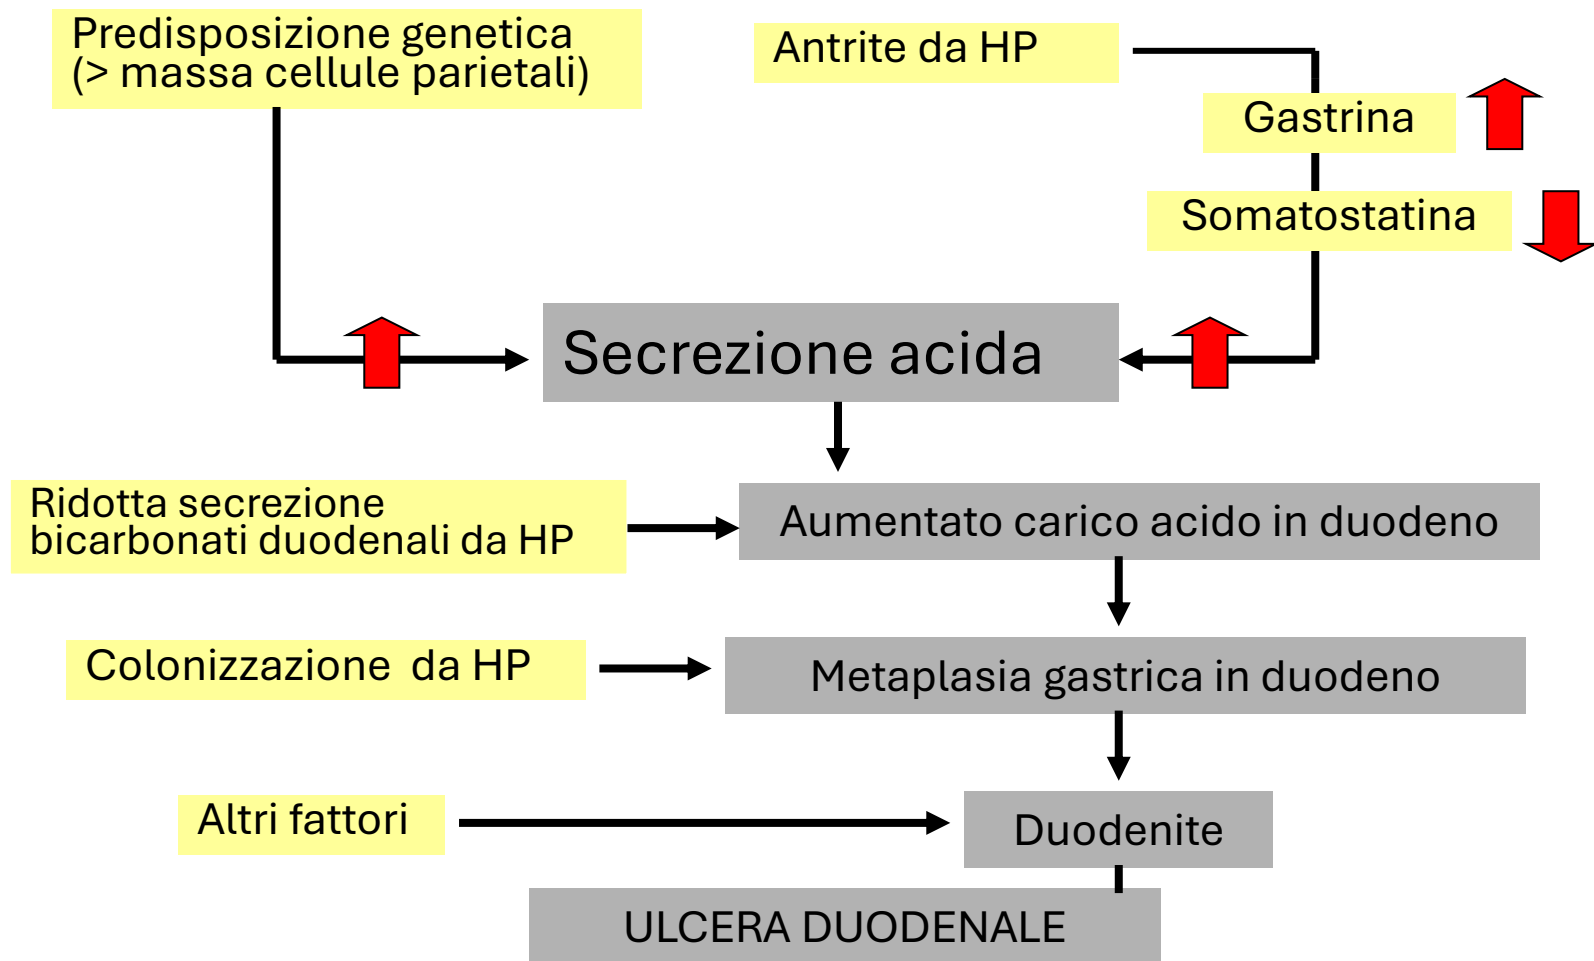 Predisposizione genetica
(> massa cellule parietali)
Antrite da HP
Gastrina
Somatostatina
Secrezione acida
Ridotta secrezione
bicarbonati duodenali da HP
Aumentato carico acido in duodeno
Colonizzazione  da HP
Metaplasia gastrica in duodeno
Altri fattori
Duodenite
ULCERA DUODENALE